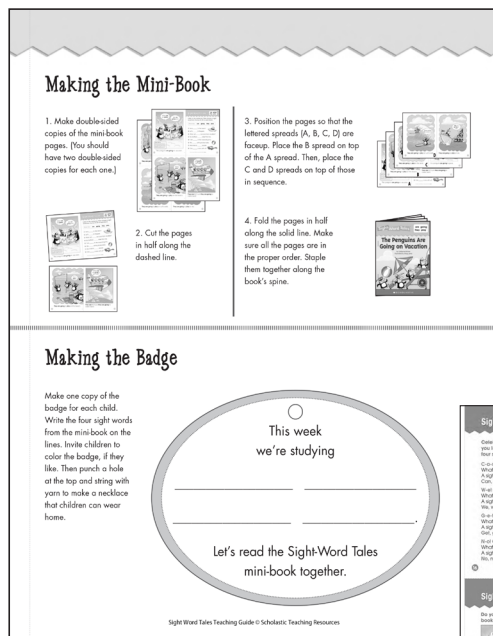 Making the Mini-Book
1. Make double-sided
copies of the mini-book
pages. (You should
have two double-sided
copies for each one.)
2. Cut the pages
in half along the
dashed line.
3. Position the pages so that the
lettered spreads (A, B, C, D) are
faceup. Place the B spread on top
of the A spread. Then, place the
C and D spreads on top of those
in sequence.
4. Fold the pages in half
along the solid line. Make
sure all the pages are in
the proper order. Staple
them together along the
book's spine.
The Penguins Are
Going on Vacation
Making the Badge
Make one copy of the
badge for each child.
Write the four sight words
from the mini-book on the
lines. Invite children to
color the badge, if they
like. Then punch a hole
at the top and string with
yarn to make a necklace
that children can wear
home.
This week
we're studying
Let's read the Sight-Word Tales
mini-book together.
Sight Word Tales Teaching Guide © Scholastic Teaching Resources